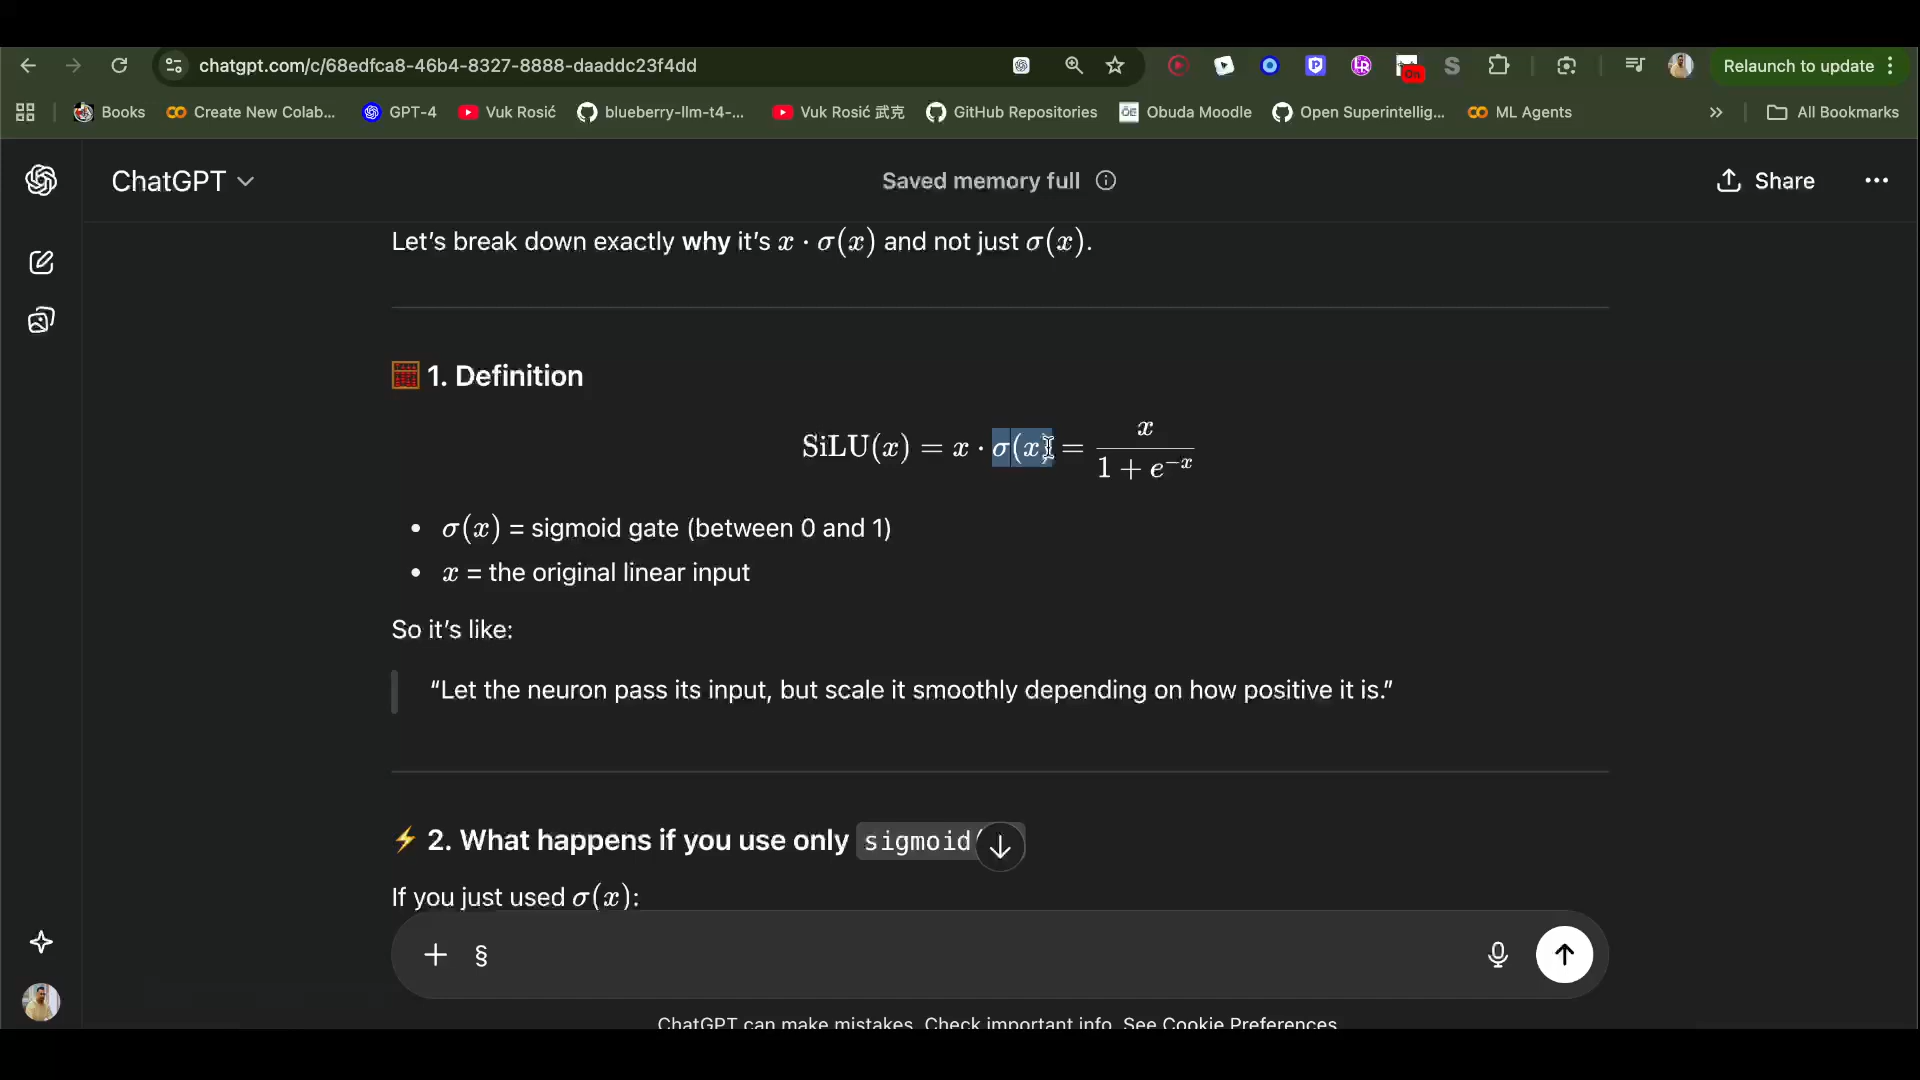 chatgpt.com/c/68edfca8-46b4-8327-8888-daaddc23f4dd
On
Relaunch to update
Books
Create New Colab...
GPT-4
Vuk Rosić
blueberry-llm-t4-...
Vuk Rosić 武克
GitHub Repositories
Obuda Moodle
Open Superintellig...
ML Agents
All Bookmarks
ChatGPT
Saved memory full
Share
Let's break down exactly why it's x · σ(x) and not just σ(x).
1. Definition
SiLU(x) = x · σ(x) = x / (1 + e^{-x})
• σ(x) = sigmoid gate (between 0 and 1)
• x = the original linear input
So it's like:
"Let the neuron pass its input, but scale it smoothly depending on how positive it is."
⚡ 2. What happens if you use only sigmoid
If you just used σ(x):
§
ChatGPT can make mistakes. Check important info. See Cookie Preferences.